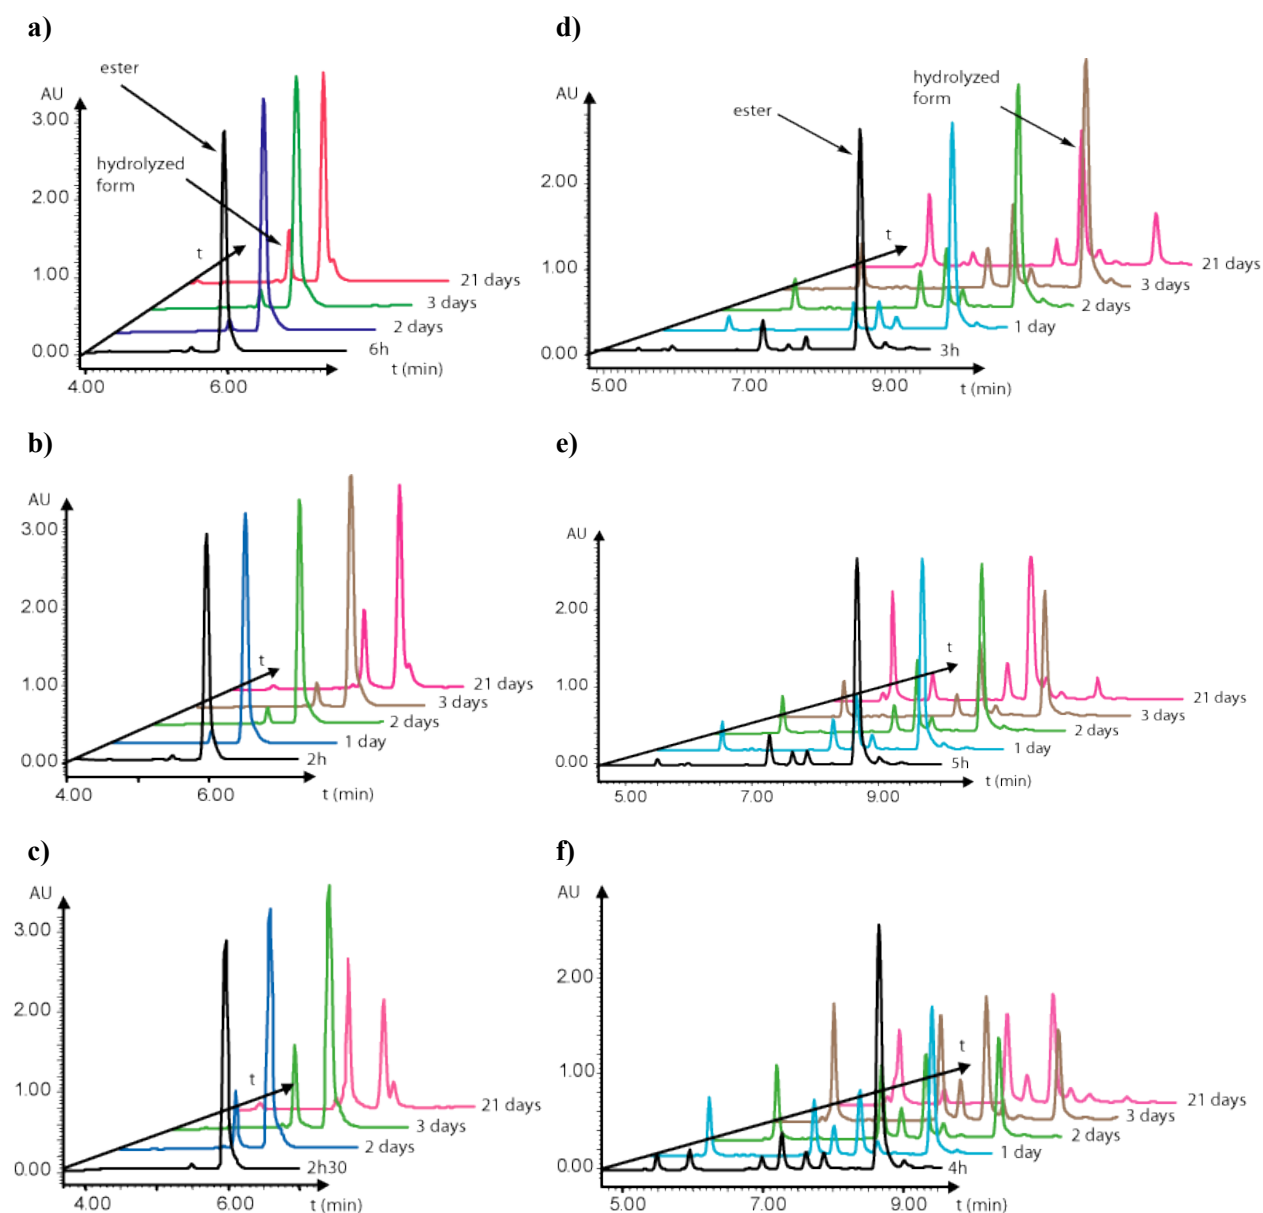 a)
ester
AU
3.00
hydrolyzed
form
2.00
t
1.00
21 days
3 days
2 days
0.00
6h
t (min)
4.00
6.00
d)
hydrolyzed
form
AU
ester
2.00
t
1.00
21 days
3 days
2 days
1 day
0.00
3h
5.00
7.00
9.00
t (min)
b)
AU
3.00
2.00
t
1.00
21 days
3 days
2 days
1 day
0.00
2h
4.00
6.00
t (min)
e)
AU
2.00
t
1.00
21 days
3 days
2 days
1 day
0.00
5h
5.00
7.00
9.00
t (min)
c)
AU
3.00
2.00
1.00
t
21 days
3 days
2 days
0.00
2h30
4.00
6.00
t (min)
f)
AU
2.00
t
1.00
21 days
3 days
2 days
1 day
0.00
4h
5.00
7.00
9.00
t (min)